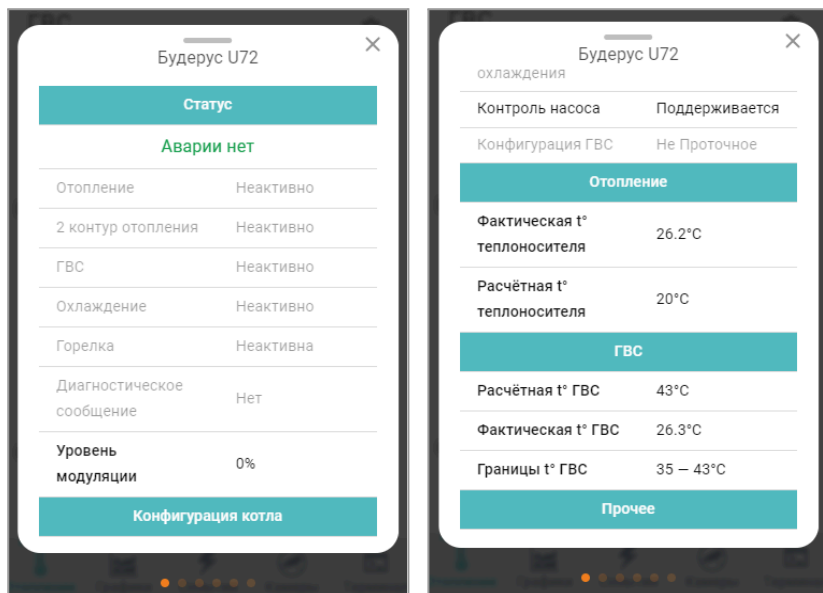 Будерус U72
Статус
Аварии нет
Отопление Неактивно
2 контур отопления Неактивно
ГВС Неактивно
Охлаждение Неактивно
Горелка Неактивна
Диагностическое
сообщение Нет
Уровень
модуляции 0%
Конфигурация котла
Будерус U72
охлаждения
Контроль насоса Поддерживается
Конфигурация ГВС Не Проточное
Отопление
Фактическая t°
теплоносителя 26.2°C
Расчётная t°
теплоносителя 20°C
ГВС
Расчётная t° ГВС 43°C
Фактическая t° ГВС 26.3°C
Границы t° ГВС 35 — 43°C
Прочее